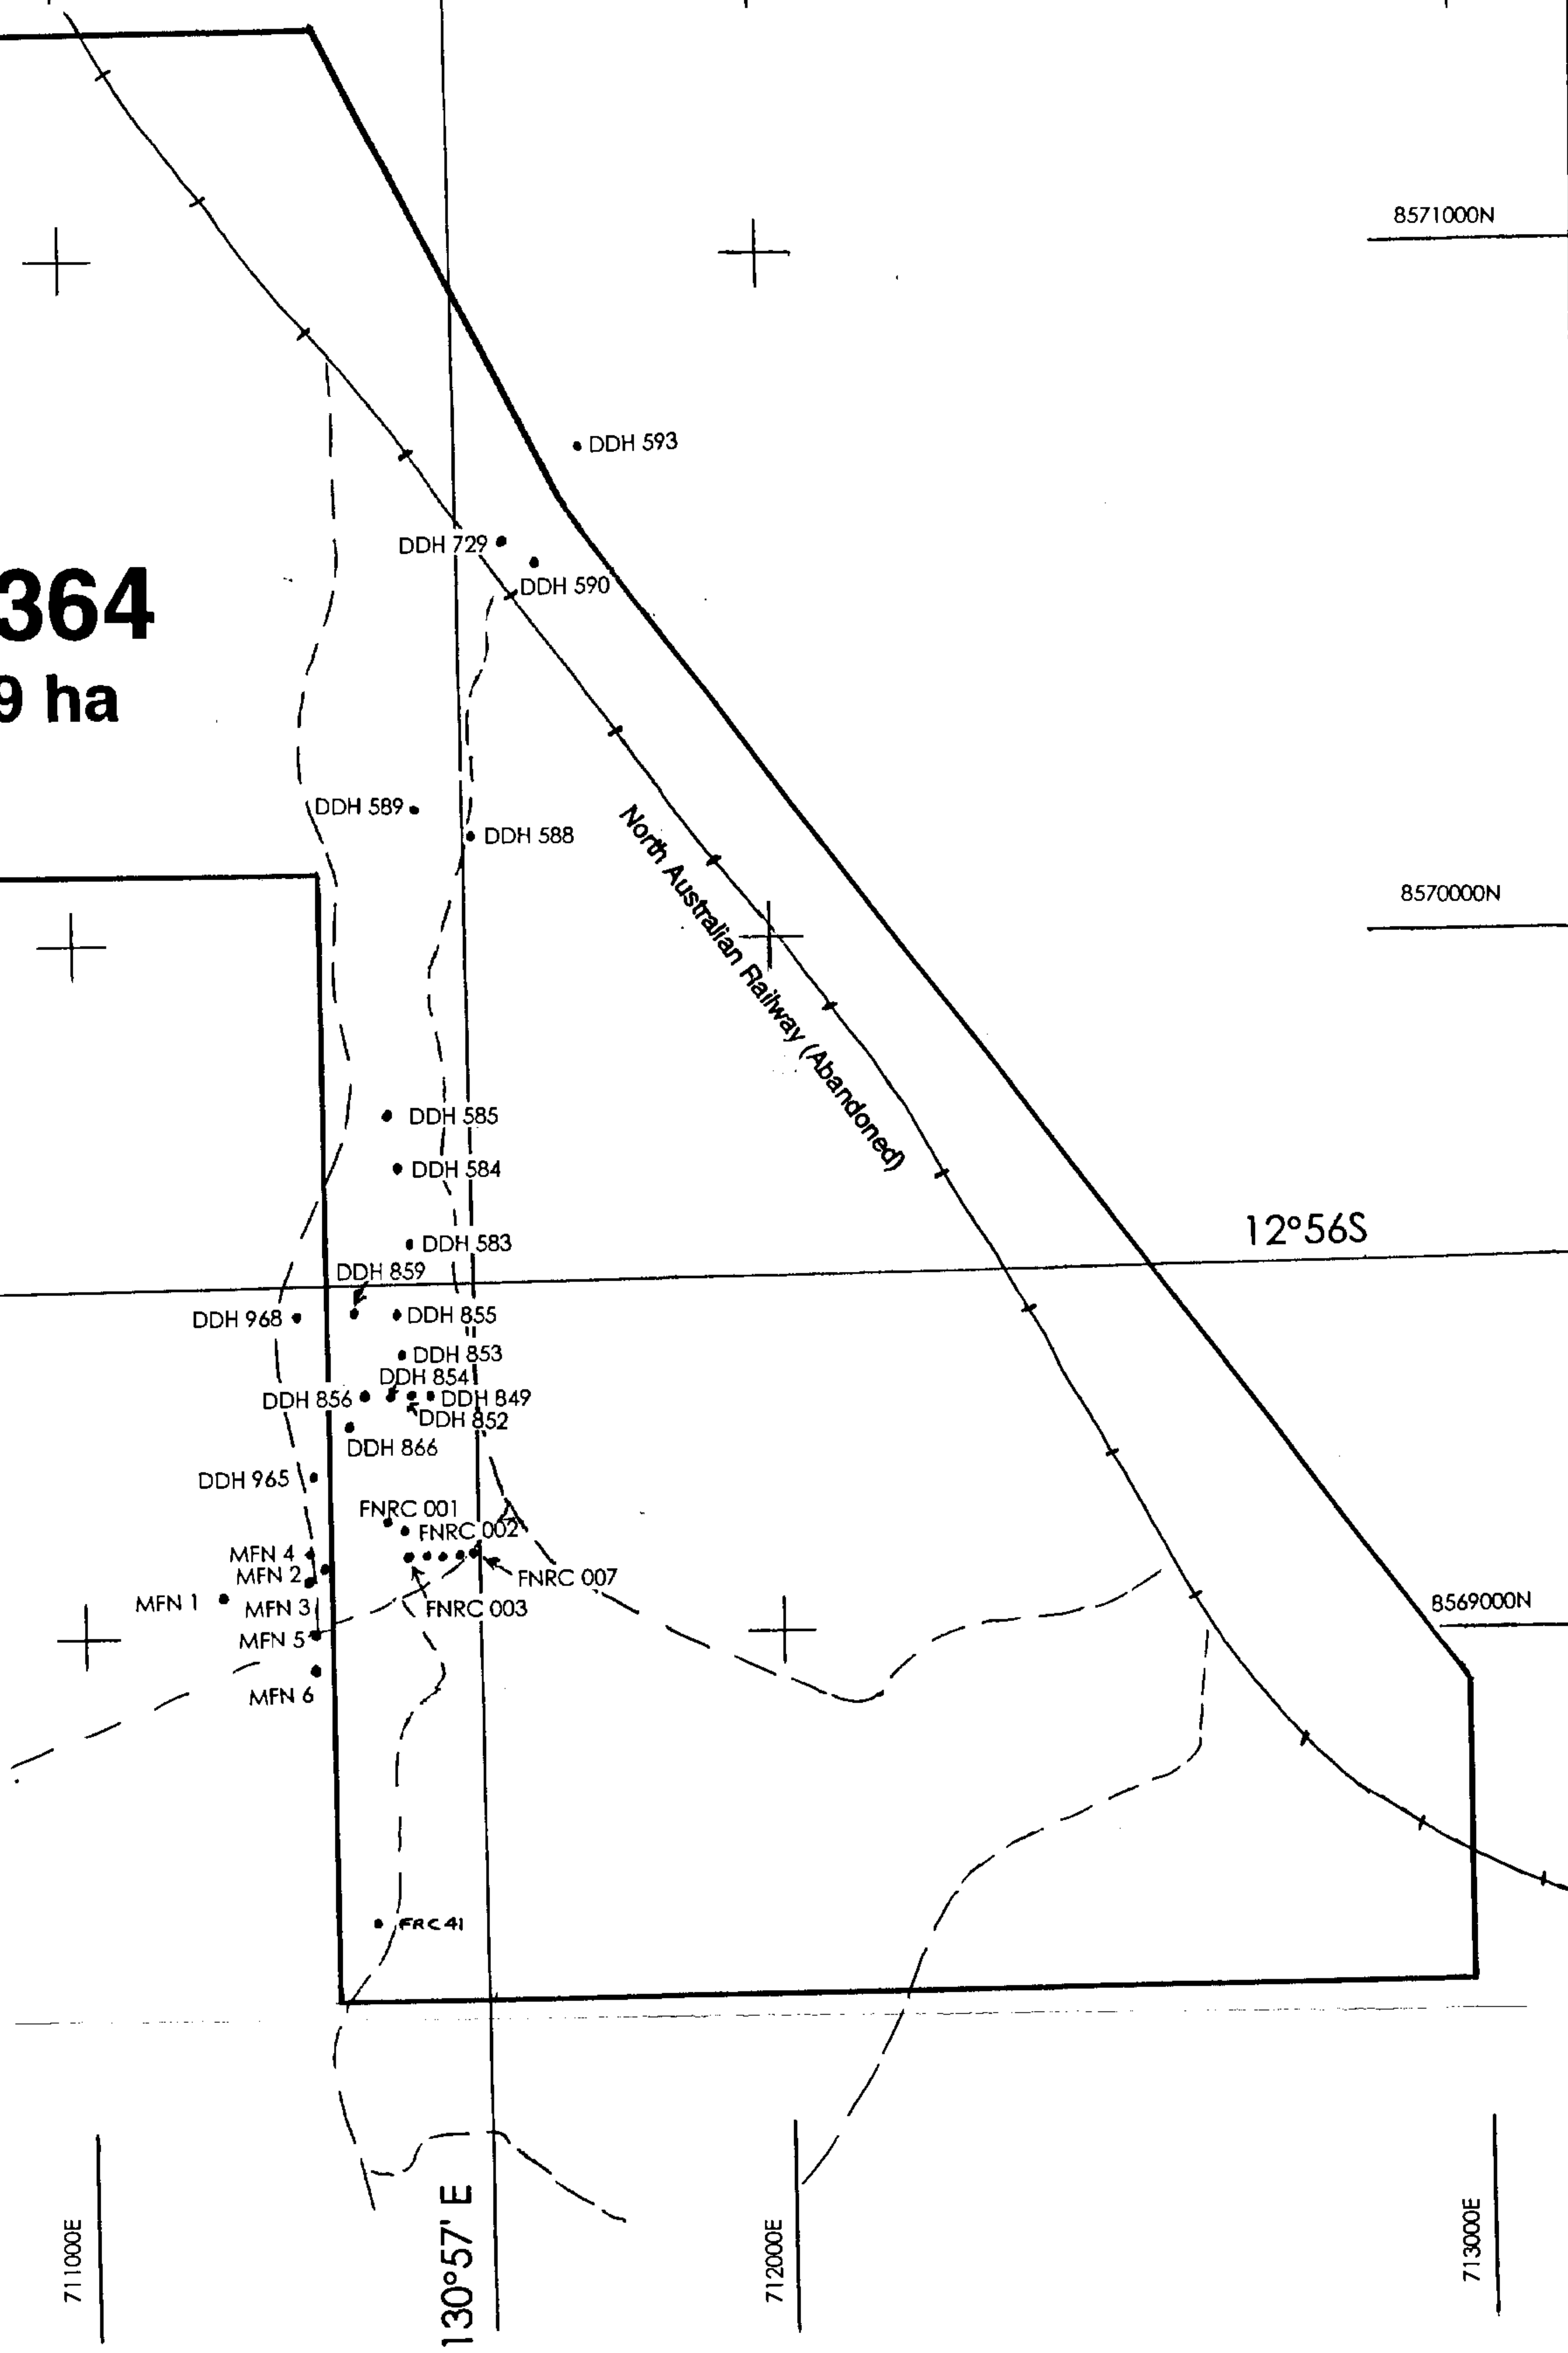 8571000N
DDH 593
DDH 729
DDH 590
364
9 ha
DDH 589
DDH 588
North Australian Railway (Abandoned)
8570000N
DDH 585
DDH 584
DDH 583
12°56S
DDH 859
DDH 968
DDH 855
DDH 853
DDH 854
DDH 856
DDH 849
DDH 852
DDH 866
DDH 965
FNRC 001
FNRC 002
MFN 4
MFN 2
FNRC 007
MFN 1
MFN 3
FNRC 003
8569000N
MFN 5
MFN 6
FRC 41
711000E
130°57' E
712000E
713000E